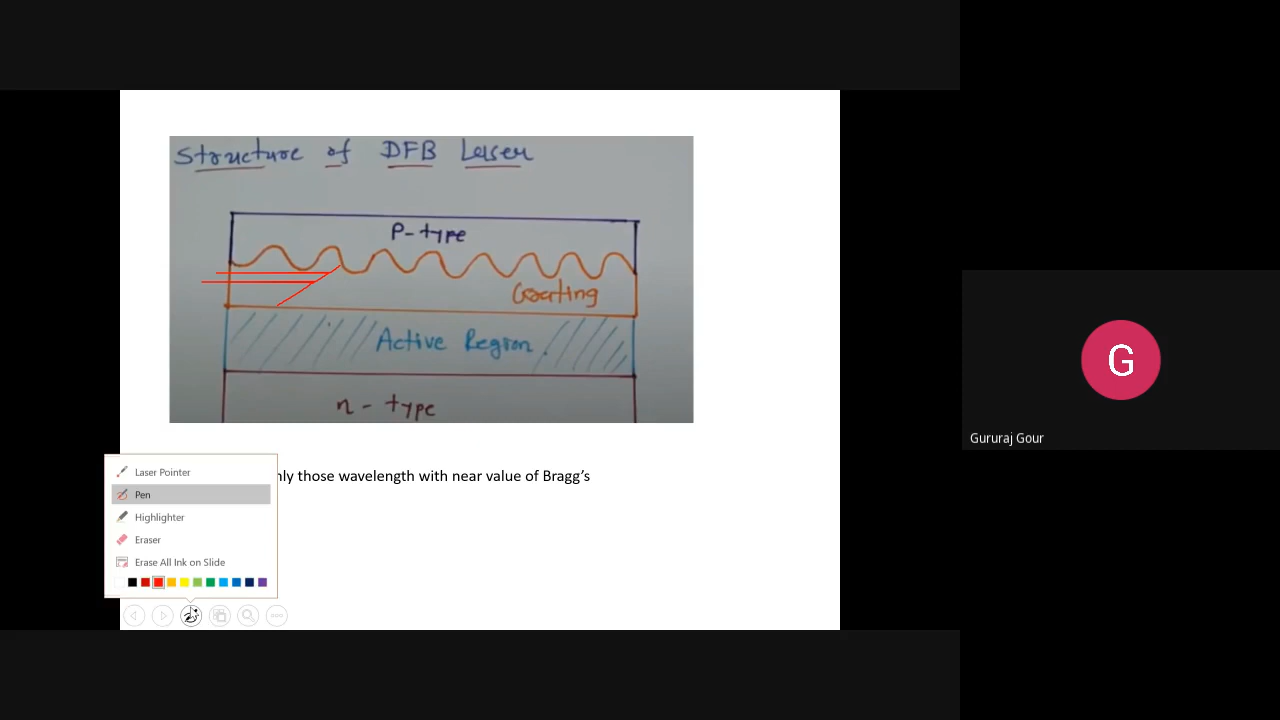 Structure of DFB Laser
P-type
Grating
Active Region
n-type
those wavelength with near value of Bragg's
Laser Pointer
Pen
Highlighter
Eraser
Erase All Ink on Slide
G
Gururaj Gour